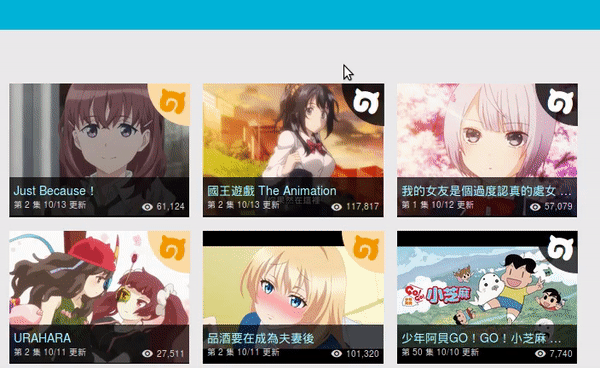 Just Because！
第 2 集 10/13 更新
61,124
國王遊戲 The Animation
第 2 集 10/13 更新
117,817
我的女友是個過度認真的處女 ...
第 1 集 10/12 更新
57,079
URAHARA
第 2 集 10/11 更新
27,511
品酒要在成為夫妻後
第 2 集 10/11 更新
101,320
GO!GO!
小芝麻
少年阿貝GO！GO！小芝麻 ...
第 50 集 10/10 更新
7,740